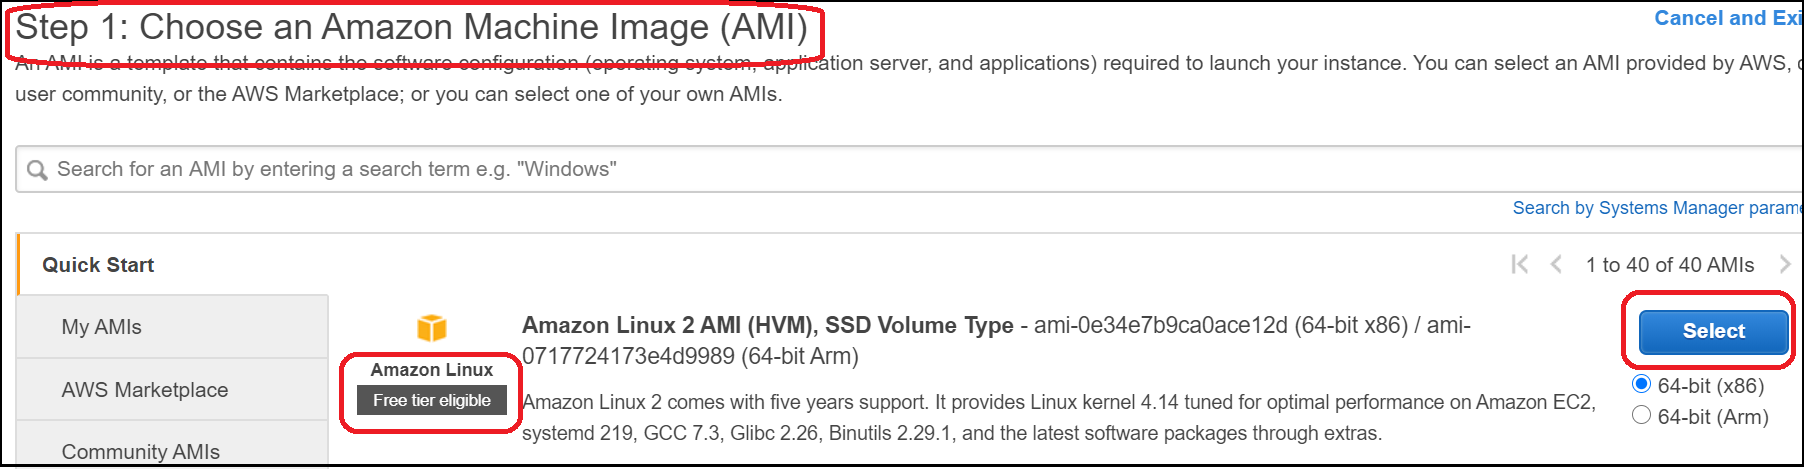 Step 1: Choose an Amazon Machine Image (AMI)
Cancel and Exi
An AMI is a template that contains the software configuration (operating system, application server, and applications) required to launch your instance. You can select an AMI provided by AWS,
user community, or the AWS Marketplace; or you can select one of your own AMIs.
Search for an AMI by entering a search term e.g. "Windows"
Search by Systems Manager parame
Quick Start
1 to 40 of 40 AMIs
My AMIs
AWS Marketplace
Community AMIs
Amazon Linux
Free tier eligible
Amazon Linux 2 AMI (HVM), SSD Volume Type - ami-0e34e7b9ca0ace12d (64-bit x86) / ami-
0717724173e4d9989 (64-bit Arm)
Amazon Linux 2 comes with five years support. It provides Linux kernel 4.14 tuned for optimal performance on Amazon EC2,
systemd 219, GCC 7.3, Glibc 2.26, Binutils 2.29.1, and the latest software packages through extras.
Select
64-bit (x86)
64-bit (Arm)